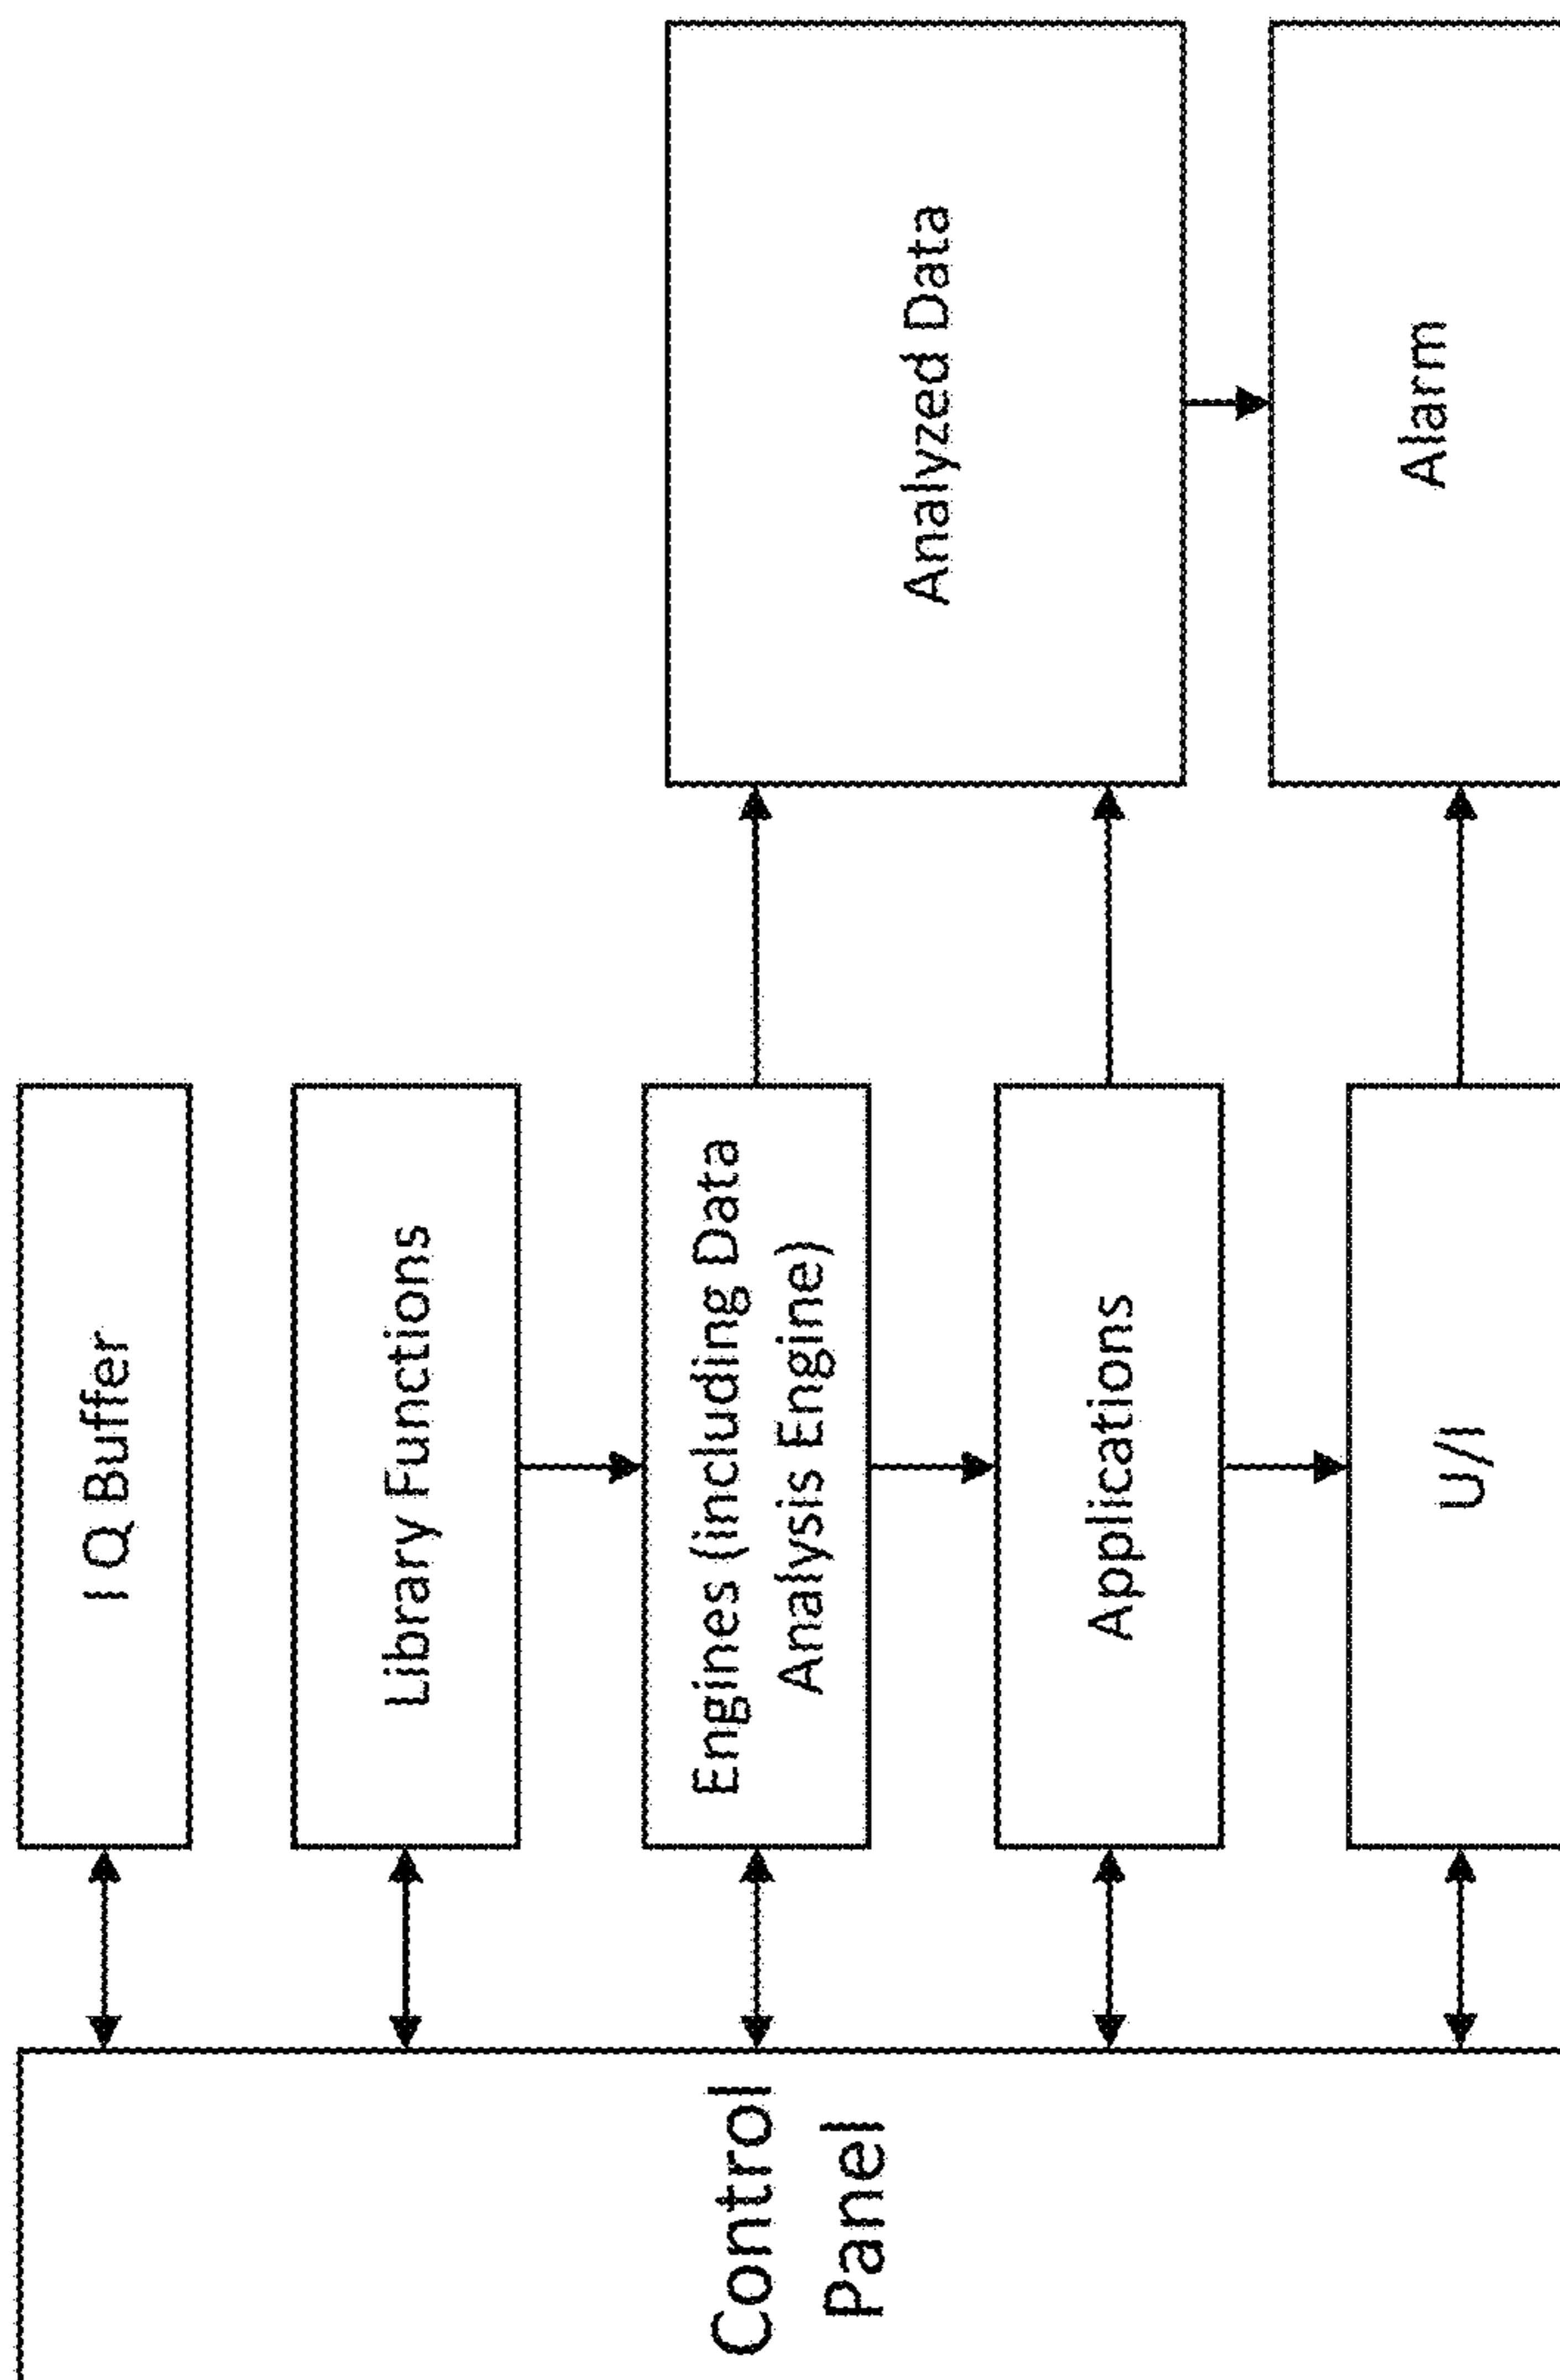 Control
Panel
I Q Buffer
Library Functions
Engines (including Data
Analysis Engine)
Applications
U/I
Analyzed Data
Alarm